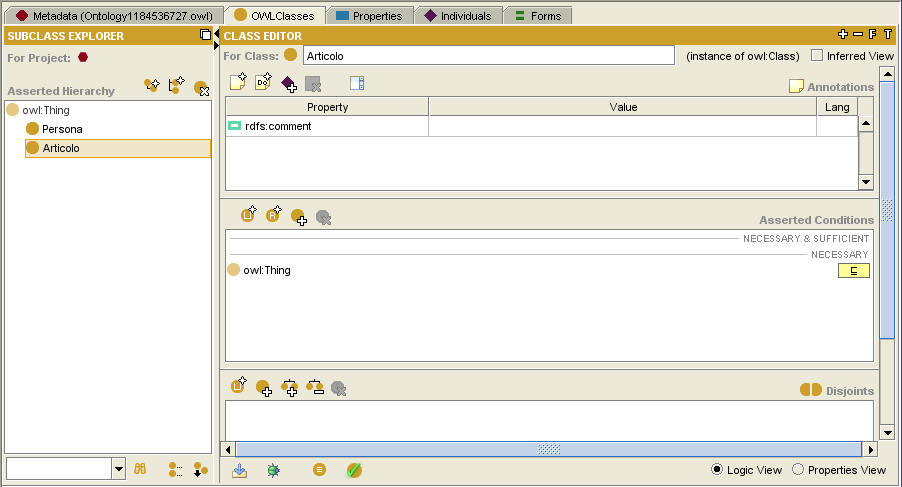 Metadata (Ontology1184536727.owl) OWLClasses Properties Individuals Forms
SUBCLASS EXPLORER
For Project:
Asserted Hierarchy
owl:Thing
Persona
Articolo
CLASS EDITOR
F T
For Class: Articolo (instance of owl:Class) Inferred View
Annotations
Property Value Lang
rdfs:comment
Asserted Conditions
NECESSARY & SUFFICIENT
NECESSARY
owl:Thing ⊑
Disjoints
Logic View Properties View